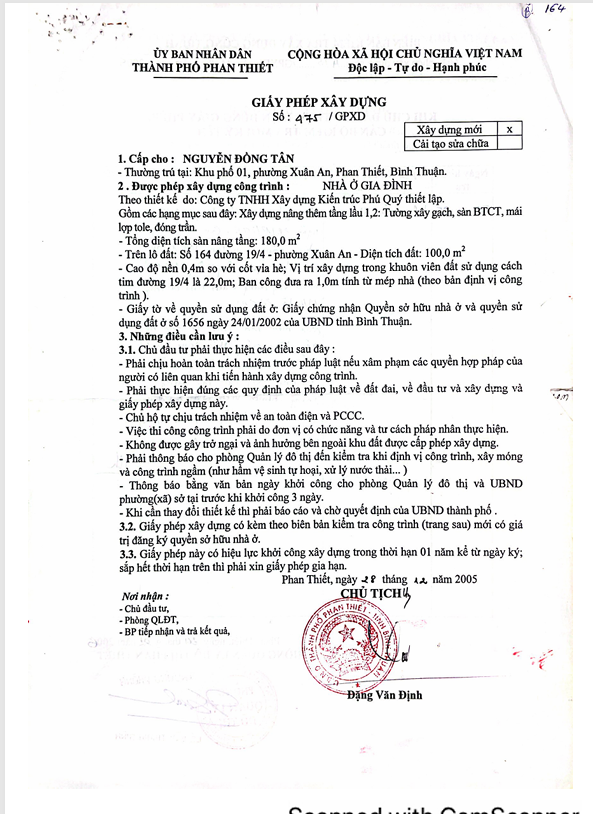 164
ỦY BAN NHÂN DÂN
THÀNH PHỐ PHAN THIẾT
CỘNG HÒA XÃ HỘI CHỦ NGHĨA VIỆT NAM
Độc lập - Tự do - Hạnh phúc
GIẤY PHÉP XÂY DỰNG
Số : 975 / GPXD
Xây dựng mới x
Cải tạo sửa chữa
1. Cấp cho : NGUYỄN ĐÔNG TÂN
- Thường trú tại: Khu phố 01, phường Xuân An, Phan Thiết, Bình Thuận.
2 . Được phép xây dựng công trình : NHÀ Ở GIA ĐÌNH
Theo thiết kế do: Công ty TNHH Xây dựng Kiến trúc Phú Quý thiết lập.
Gồm các hạng mục sau đây: Xây dựng nâng thêm tầng lầu 1,2: Tường xây gạch, sàn BTCT, mái
lợp tole, đóng trần.
- Tổng diện tích sàn nâng tầng: 180,0 m²
- Trên lô đất: Số 164 đường 19/4 - phường Xuân An - Diện tích đất: 100,0 m²
- Cao độ nền 0,4m so với cốt vỉa hè; Vị trí xây dựng trong khuôn viên đất sử dụng cách
tim đường 19/4 là 22,0m; Ban công đưa ra 1,0m tính từ mép nhà (theo bản định vị công
trình ).
- Giấy tờ về quyền sử dụng đất ở: Giấy chứng nhận Quyền sở hữu nhà ở và quyền sử
dụng đất ở số 1656 ngày 24/01/2002 của UBND tỉnh Bình Thuận.
3. Những điều cần lưu ý :
3.1. Chủ đầu tư phải thực hiện các điều sau đây :
- Phải chịu hoàn toàn trách nhiệm trước pháp luật nếu xâm phạm các quyền hợp pháp của
người có liên quan khi tiến hành xây dựng công trình.
- Phải thực hiện đúng các quy định của pháp luật về đất đai, về đầu tư và xây dựng và
giấy phép xây dựng này.
- Chủ hộ tự chịu trách nhiệm về an toàn điện và PCCC.
- Việc thi công công trình phải do đơn vị có chức năng và tư cách pháp nhân thực hiện.
- Không được gây trở ngại và ảnh hưởng bên ngoài khu đất được cấp phép xây dựng.
- Phải thông báo cho phòng Quản lý đô thị đến kiểm tra khi định vị công trình, xây móng
và công trình ngầm (như hầm vệ sinh tự hoại, xử lý nước thải... )
- Thông báo bằng văn bản ngày khởi công cho phòng Quản lý đô thị và UBND
phường(xã) sở tại trước khi khởi công 3 ngày.
- Khi cần thay đổi thiết kế thì phải báo cáo và chờ quyết định của UBND thành phố .
3.2. Giấy phép xây dựng có kèm theo biên bản kiểm tra công trình (trang sau) mới có giá
trị đăng ký quyền sở hữu nhà ở.
3.3. Giấy phép này có hiệu lực khởi công xây dựng trong thời hạn 01 năm kể từ ngày ký;
sắp hết thời hạn trên thì phải xin giấy phép gia hạn.
Phan Thiết, ngày 28 tháng 12 năm 2005
CHỦ TỊCH
Nơi nhận :
- Chủ đầu tư,
- Phòng QLĐT,
- BP tiếp nhận và trả kết quả,
Đặng Văn Định
Scanned with CamScanner